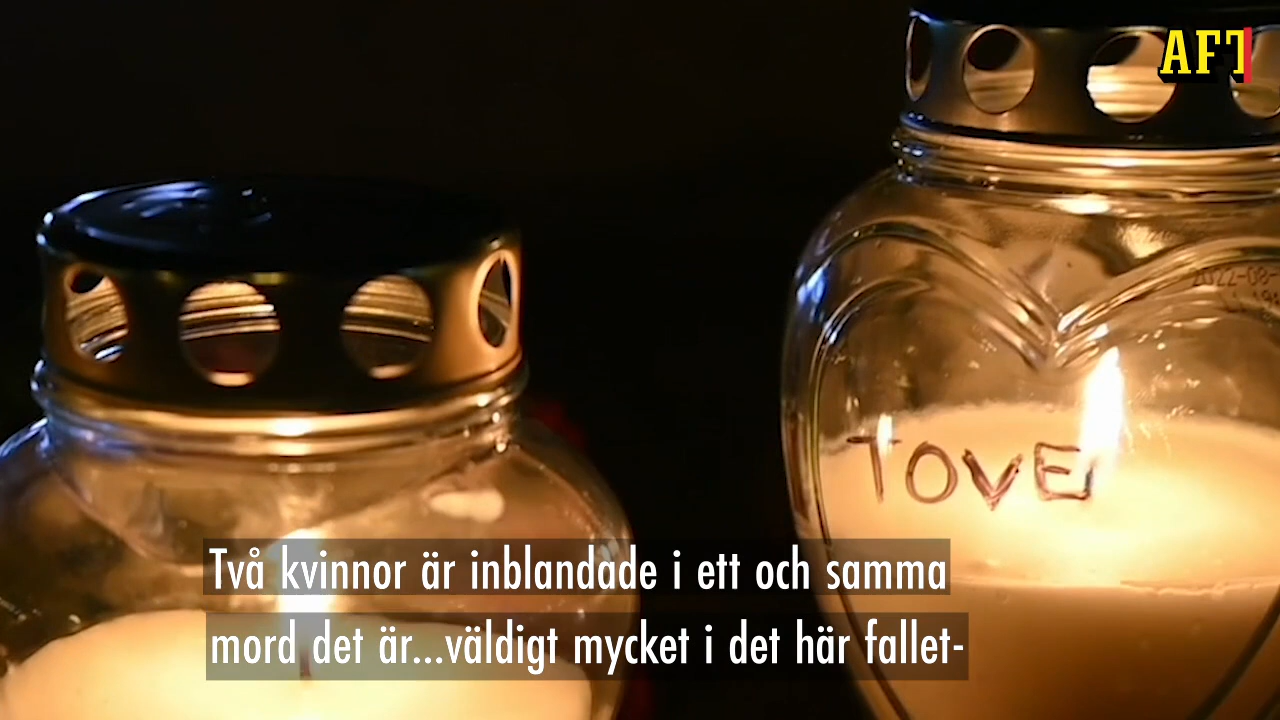 AFT
TOVE
Två kvinnor är inblandade i ett och samma
mord det är...väldigt mycket i det här fallet-